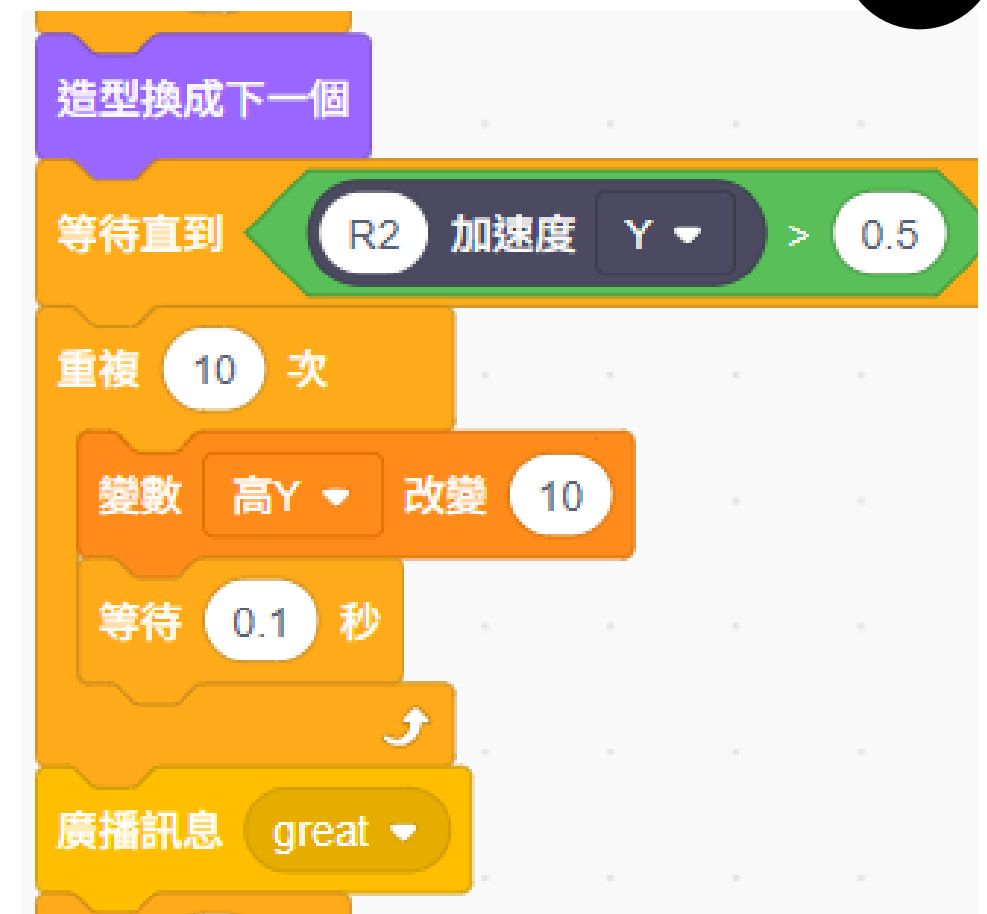 造型換成下一個
等待直到 R2 加速度 Y > 0.5
重複 10 次
變數 高Y 改變 10
等待 0.1 秒
廣播訊息 great